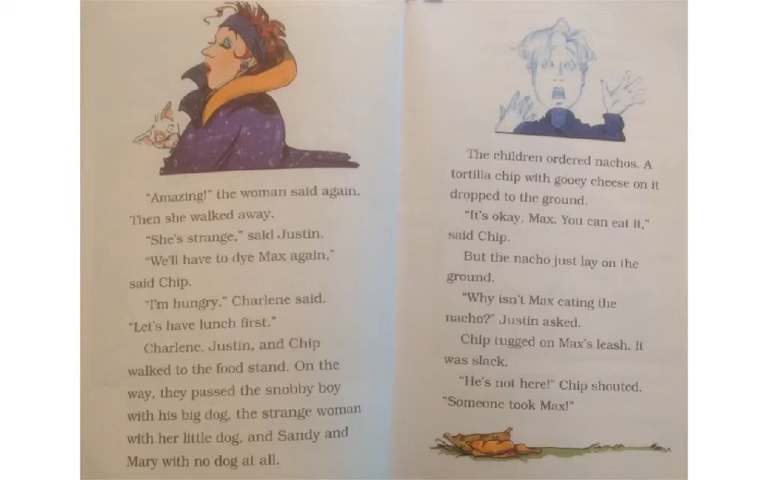 "Amazing!" the woman said again.
Then she walked away.
"She's strange," said Justin.
"We'll have to dye Max again,"
said Chip.
"I'm hungry," Charlene said.
"Let's have lunch first."
Charlene, Justin, and Chip
walked to the food stand. On the
way, they passed the snobby boy
with his big dog, the strange woman
with her little dog, and Sandy and
Mary with no dog at all.
The children ordered nachos. A
tortilla chip with gooey cheese on it
dropped to the ground.
"It's okay, Max. You can eat it,"
said Chip.
But the nacho just lay on the
ground.
"Why isn't Max eating the
nacho?" Justin asked.
Chip tugged on Max's leash. It
was slack.
"He's not here!" Chip shouted.
"Someone took Max!"